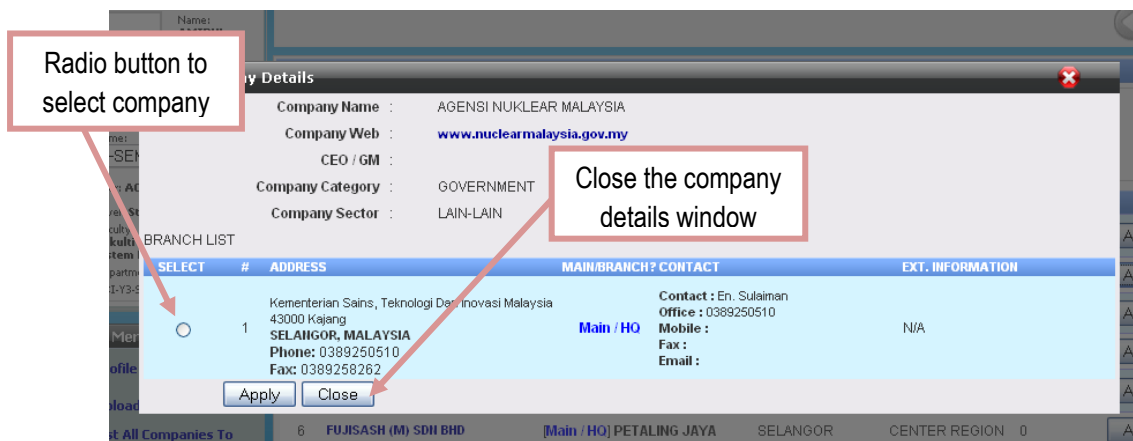 Name:
Radio button to
select company
Details
Company Name : AGENSI NUKLEAR MALAYSIA
Company Web : www.nuclearmalaysia.gov.my
CEO / GM :
Company Category : GOVERNMENT
Company Sector : LAIN-LAIN
Close the company
details window
BRANCH LIST
SELECT # ADDRESS MAIN/BRANCH? CONTACT EXT. INFORMATION
1
Kementerian Sains, Teknologi Dan Inovasi Malaysia
43000 Kajang
SELANGOR, MALAYSIA
Phone: 0389250510
Fax: 0389258262
Main / HQ
Contact : En. Sulaiman
Office : 0389250510
Mobile :
Fax :
Email :
N/A
Apply Close
All Companies To
6 FUJISASH (M) SDN BHD [Main / HQ] PETALING JAYA SELANGOR CENTER REGION 0